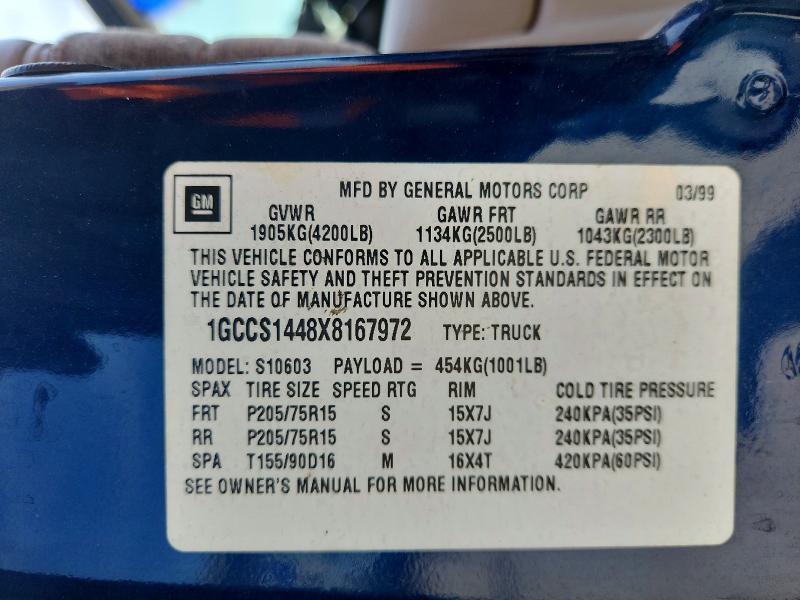 GM MFD BY GENERAL MOTORS CORP 03/99
GVWR GAWR FRT GAWR RR
1905KG(4200LB) 1134KG(2500LB) 1043KG(2300LB)
THIS VEHICLE CONFORMS TO ALL APPLICABLE U.S. FEDERAL MOTOR
VEHICLE SAFETY AND THEFT PREVENTION STANDARDS IN EFFECT ON
THE DATE OF MANUFACTURE SHOWN ABOVE.
1GCCS1448X8167972 TYPE: TRUCK
MODEL: S10603 PAYLOAD = 454KG(1001LB)
SPAX TIRE SIZE SPEED RTG RIM COLD TIRE PRESSURE
FRT P205/75R15 S 15X7J 240KPA(35PSI)
RR P205/75R15 S 15X7J 240KPA(35PSI)
SPA T155/90D16 M 16X4T 420KPA(60PSI)
SEE OWNER'S MANUAL FOR MORE INFORMATION.